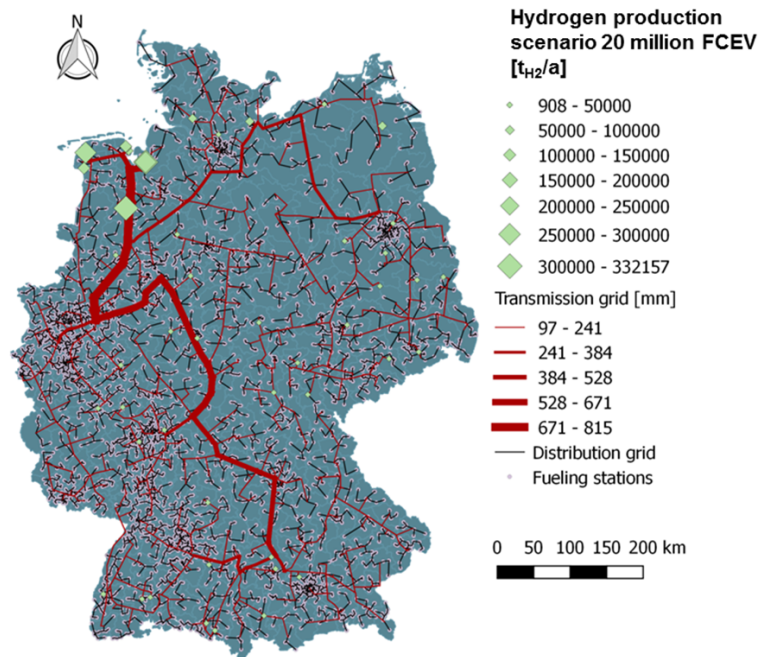 N
Hydrogen production
scenario 20 million FCEV
[tH2/a]
908 - 50000
50000 - 100000
100000 - 150000
150000 - 200000
200000 - 250000
250000 - 300000
300000 - 332157
Transmission grid [mm]
97 - 241
241 - 384
384 - 528
528 - 671
671 - 815
Distribution grid
Fueling stations
0 50 100 150 200 km